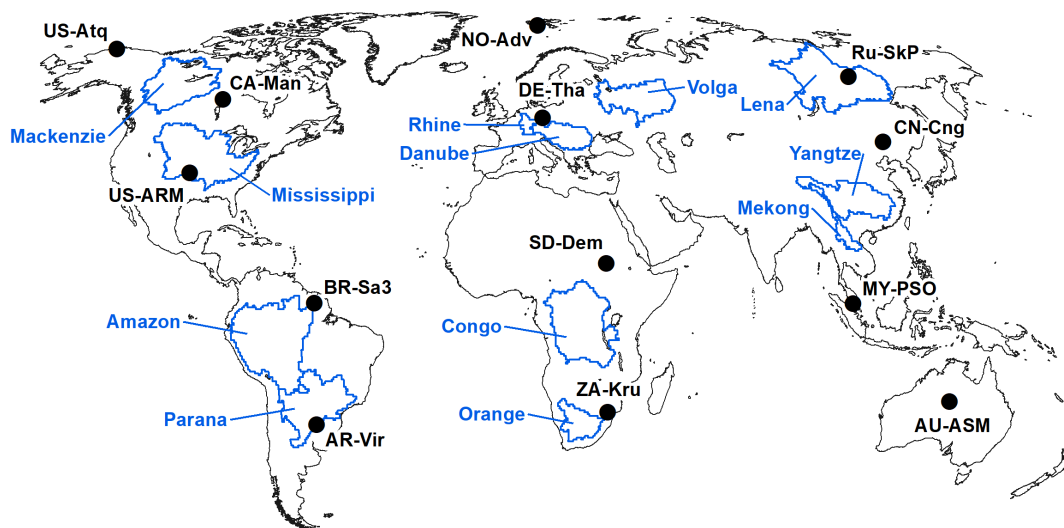 US-Atq
NO-Adv
Ru-SkP
CA-Man
DE-Tha
Volga
Lena
Mackenzie
Rhine
CN-Cng
Danube
Yangtze
US-ARM
Mississippi
Mekong
SD-Dem
BR-Sa3
MY-PSO
Amazon
Congo
ZA-Kru
Parana
Orange
AR-Vir
AU-ASM